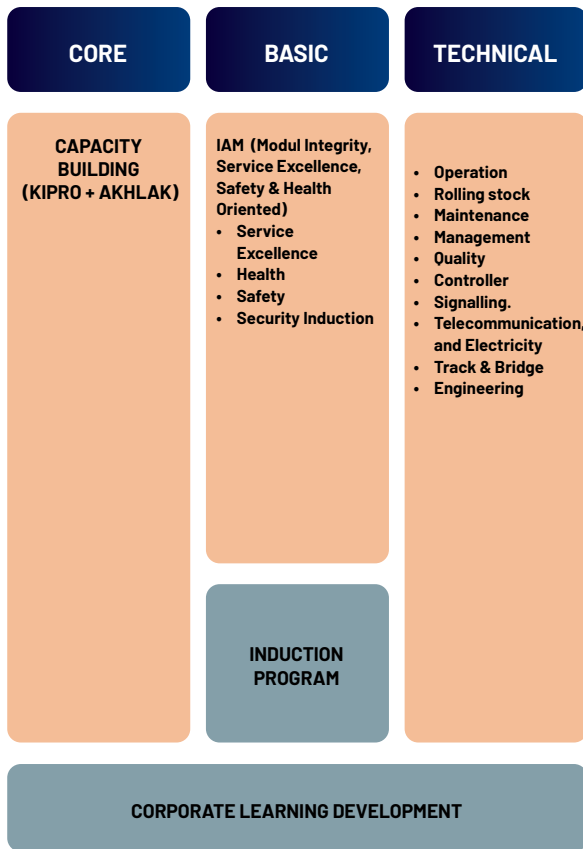 CORE
BASIC
TECHNICAL
CAPACITY
BUILDING
(KIPRO + AKHLAK)
IAM (Modul Integrity,
Service Excellence,
Safety & Health
Oriented)
• Service
Excellence
• Health
• Safety
• Security Induction
• Operation
• Rolling stock
• Maintenance
• Management
• Quality
• Controller
• Signalling.
• Telecommunication,
and Electricity
• Track & Bridge
• Engineering
INDUCTION
PROGRAM
CORPORATE LEARNING DEVELOPMENT